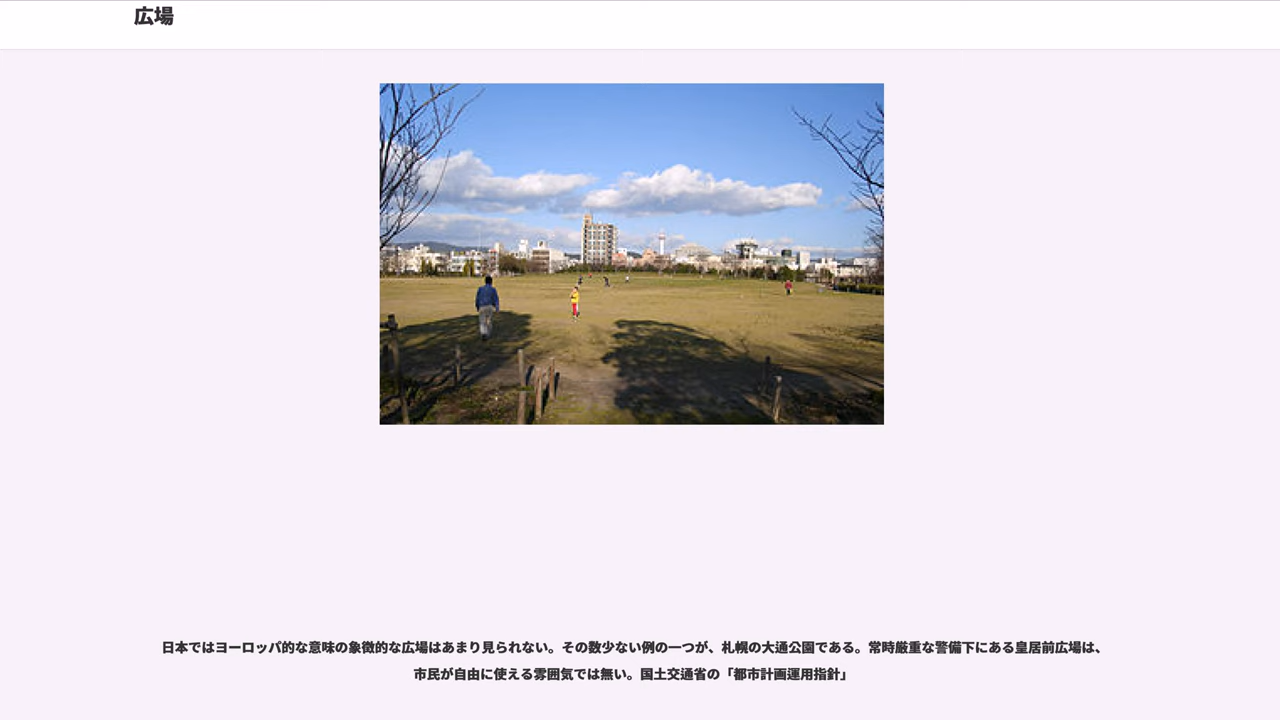 広場
日本ではヨーロッパ的な意味の象徴的な広場はあまり見られない。その数少ない例の一つが、札幌の大通公園である。常時厳重な警備下にある皇居前広場は、
市民が自由に使える雰囲気では無い。国土交通省の「都市計画運用指針」